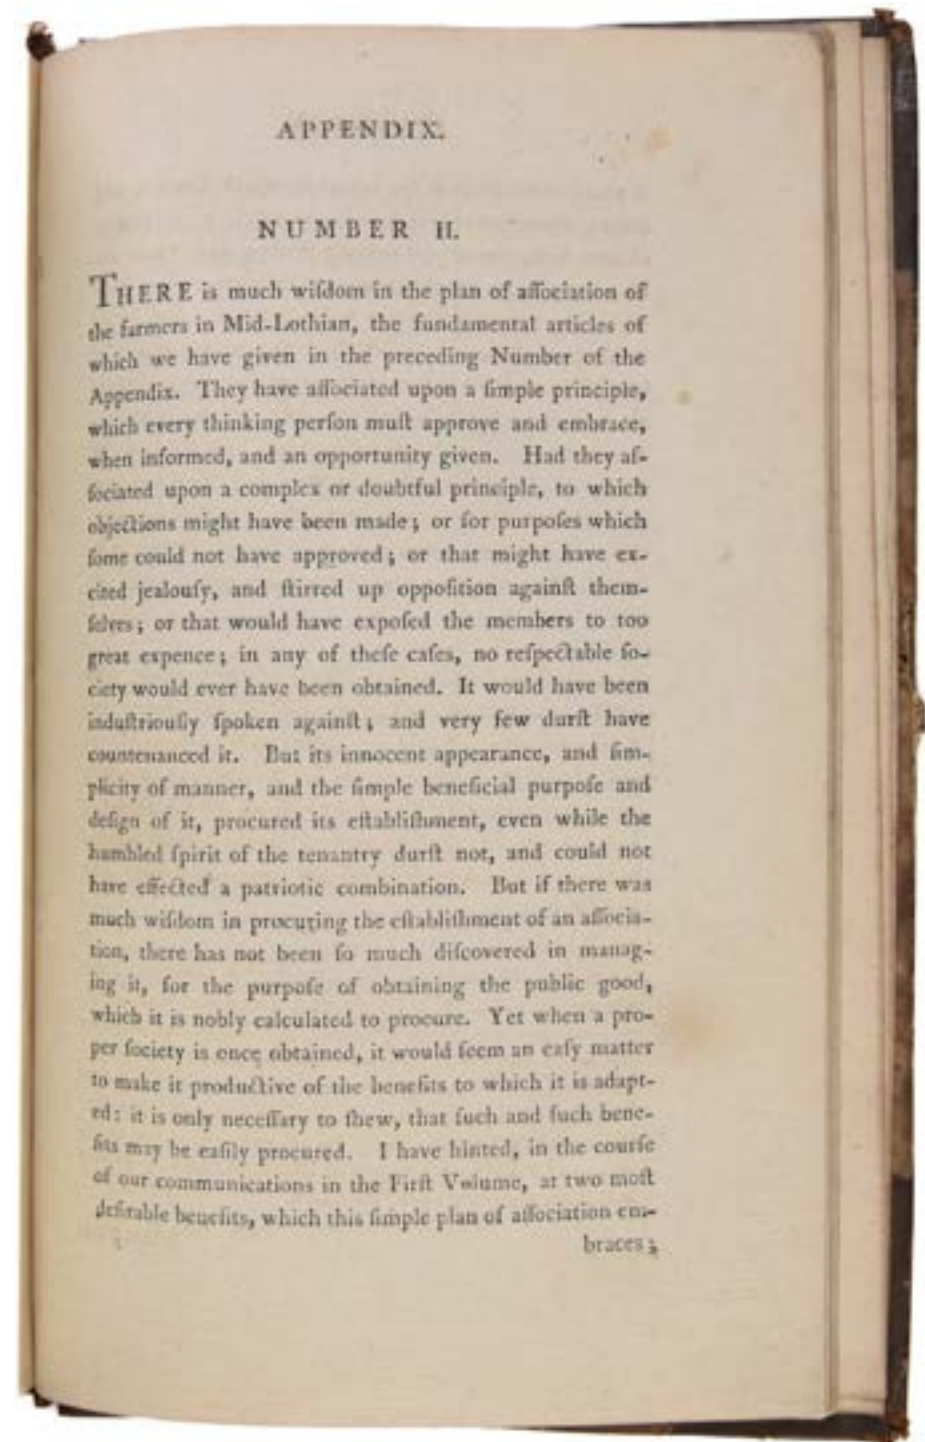 APPENDIX.
NUMBER II.
THERE is much wiſdom in the plan of aſſociation of
the farmers in Mid-Lothian, the fundamental articles of
which we have given in the preceding Number of the
Appendix. They have aſſociated upon a ſimple principle,
which every thinking perſon muſt approve and embrace,
when informed, and an opportunity given. Had they aſ-
ſociated upon a complex or doubtful principle, to which
objections might have been made; or for purpoſes which
ſome could not have approved; or that might have ex-
cited jealouſy, and ſtirred up oppoſition againſt them-
ſelves; or that would have expoſed the members to too
great expence; in any of theſe caſes, no reſpectable ſo-
ciety would ever have been obtained. It would have been
induſtriouſly ſpoken againſt; and very few durſt have
countenanced it. But its innocent appearance, and ſim-
plicity of manner, and the ſimple beneficial purpoſe and
deſign of it, procured its eſtabliſhment, even while the
humbled ſpirit of the tenantry durſt not, and could not
have effected a patriotic combination. But if there was
much wiſdom in procuring the eſtabliſhment of an aſſocia-
tion, there has not been ſo much diſcovered in manag-
ing it, for the purpoſe of obtaining the public good,
which it is nobly calculated to procure. Yet when a pro-
per ſociety is once obtained, it would ſeem an eaſy matter
to make it productive of the benefits to which it is adapt-
ed: it is only neceſſary to ſhew, that ſuch and ſuch bene-
fits may be eaſily procured. I have hinted, in the courſe
of our communications in the Firſt Volume, at two moſt
deſirable benefits, which this ſimple plan of aſſociation em-
braces;